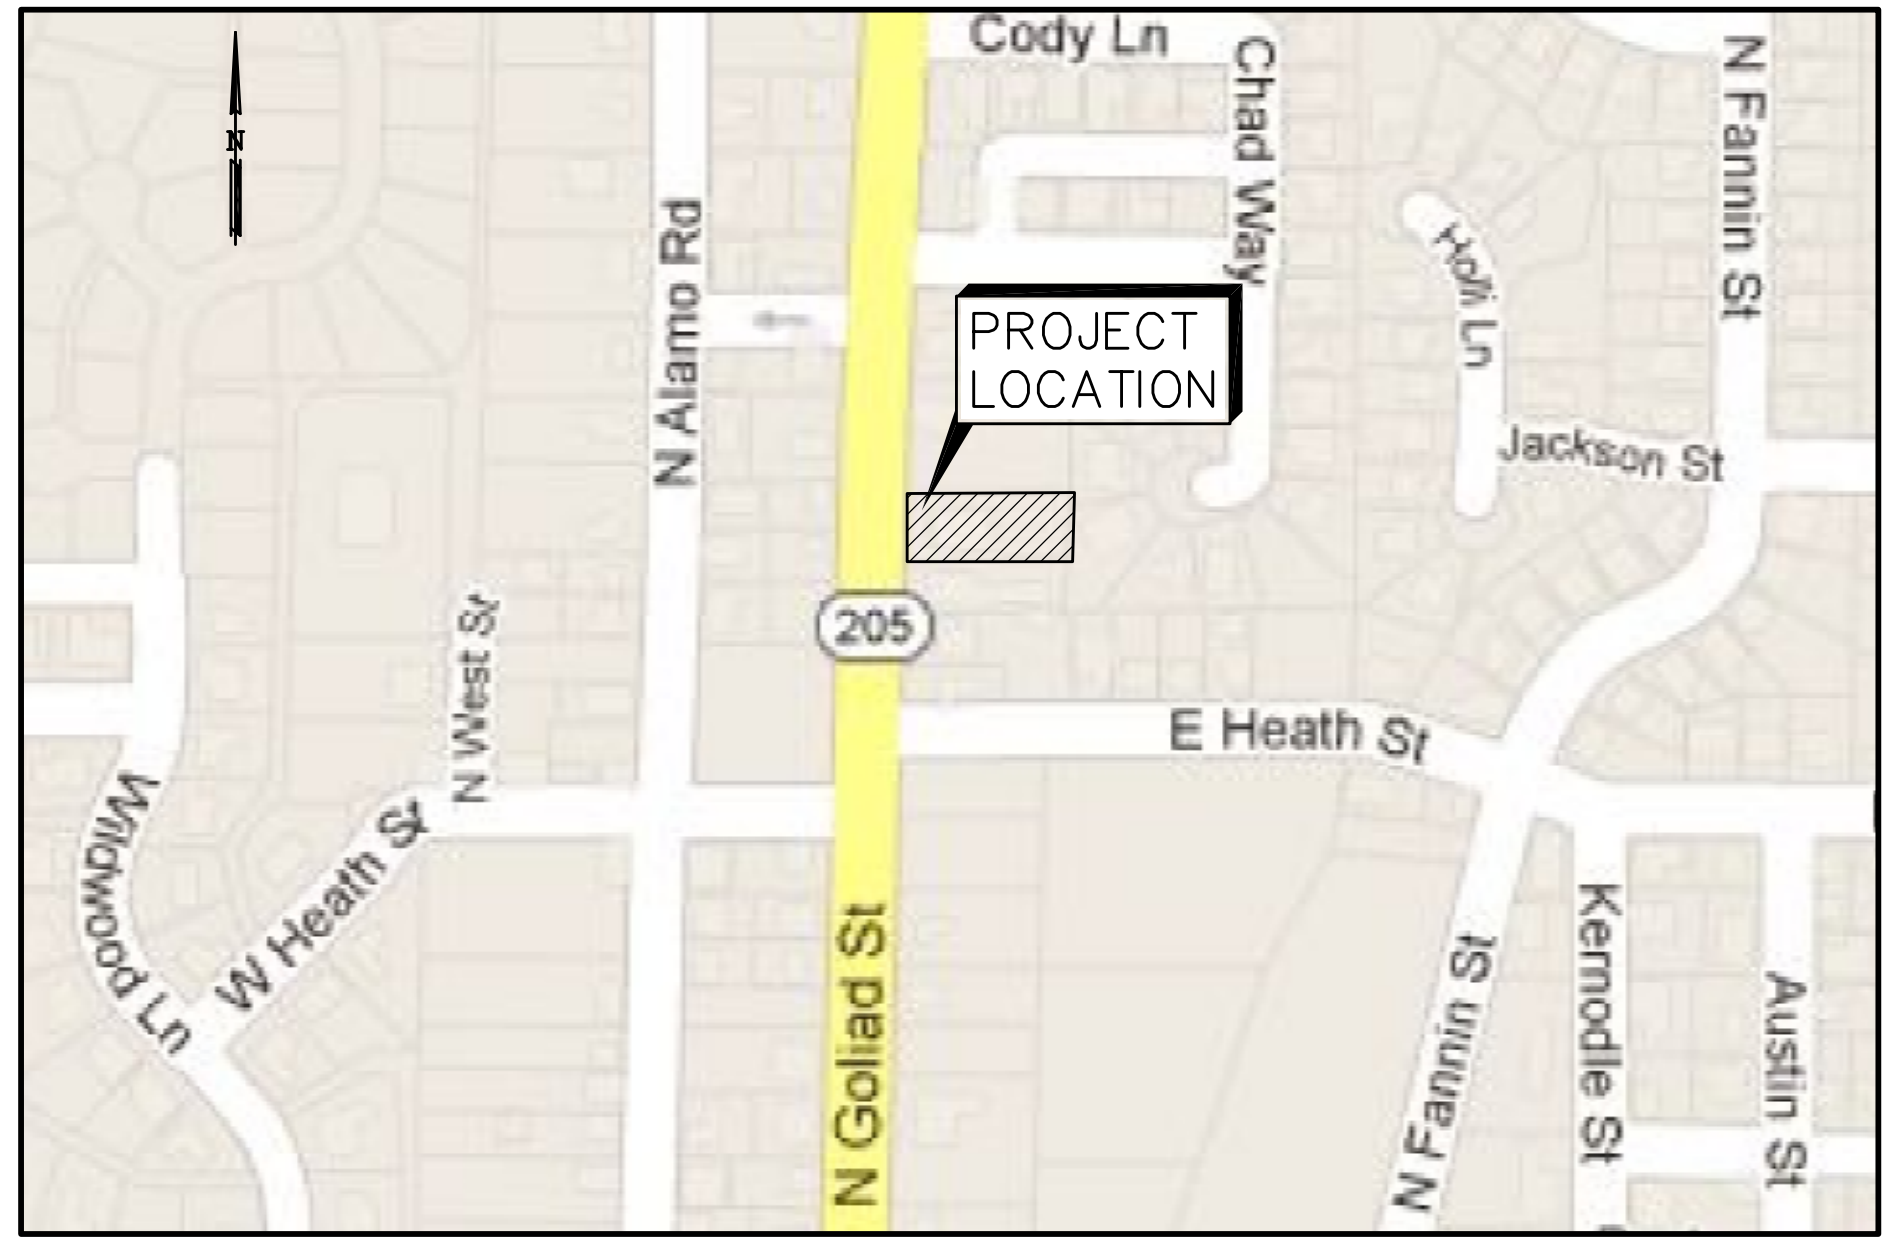 Cody Ln
Chad Way
N Fannin St
N
N Alamo Rd
Holli Ln
PROJECT
LOCATION
Jackson St
N West St
205
E Heath St
Wildwood Ln
W Heath St
N Goliad St
N Fannin St
Kernodle St
Austin St